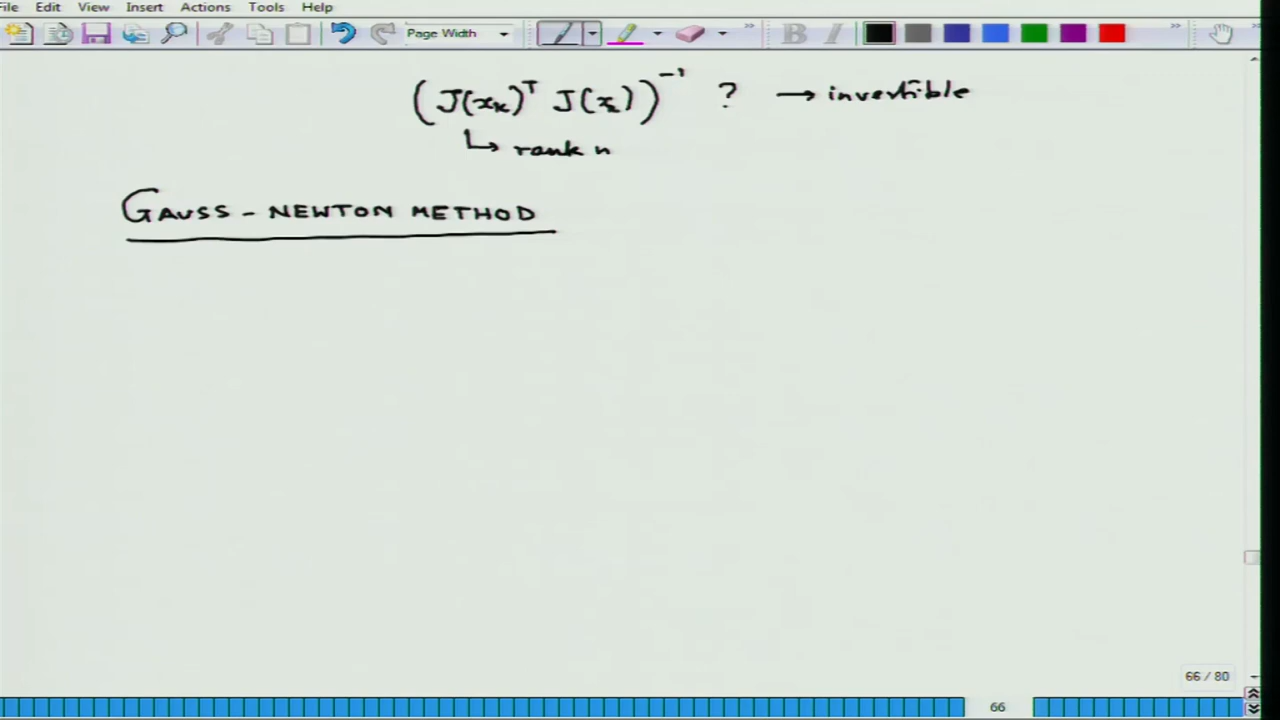 File Edit View Insert Actions Tools Help
Page Width B I
(J(xₖ)ᵀ J(xₖ))⁻¹ ? → invertible
↳ rank n
GAUSS - NEWTON METHOD
66 / 80
66